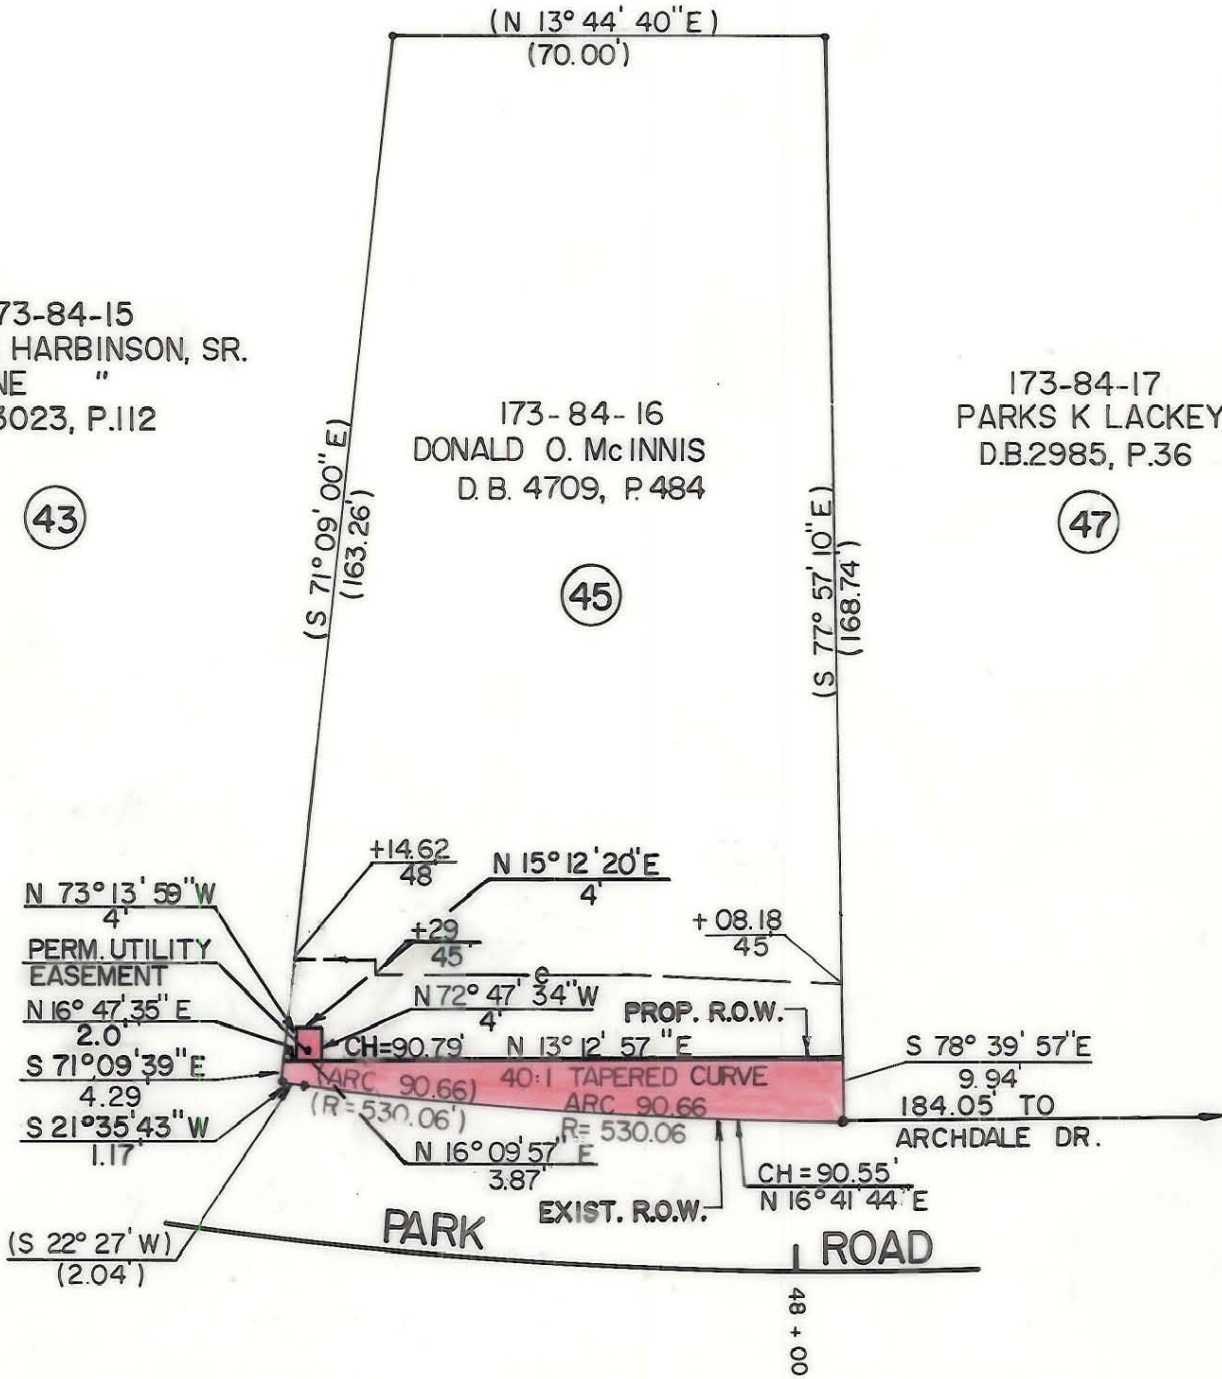 (N 13° 44' 40" E)
(70.00')
73-84-15
HARBINSON, SR.
NE "
3023, P.112
43
173-84-16
DONALD O. McINNIS
D.B. 4709, P.484
45
173-84-17
PARKS K LACKEY
D.B.2985, P.36
47
(S 71° 09' 00" E)
(163.26')
(S 77° 57' 10" E)
(168.74')
+14.62
48'
N 15° 12' 20" E
4'
+29
45'
+ 08.18
45'
e
N 73° 13' 59" W
4'
PERM. UTILITY
EASEMENT
N 16° 47' 35" E
2.0'
S 71° 09' 39" E
4.29'
S 21° 35' 43" W
1.17'
(S 22° 27' W)
(2.04')
N 72° 47' 34" W
4'
PROP. R.O.W.
CH=90.79' N 13° 12' 57" E
(ARC 90.66) 40:1 TAPERED CURVE
(R=530.06') ARC 90.66
R= 530.06
N 16° 09' 57" E
3.87'
S 78° 39' 57" E
9.94'
184.05' TO
ARCHDALE DR.
CH = 90.55'
N 16° 41' 44" E
EXIST. R.O.W.
PARK ROAD
48 + 00